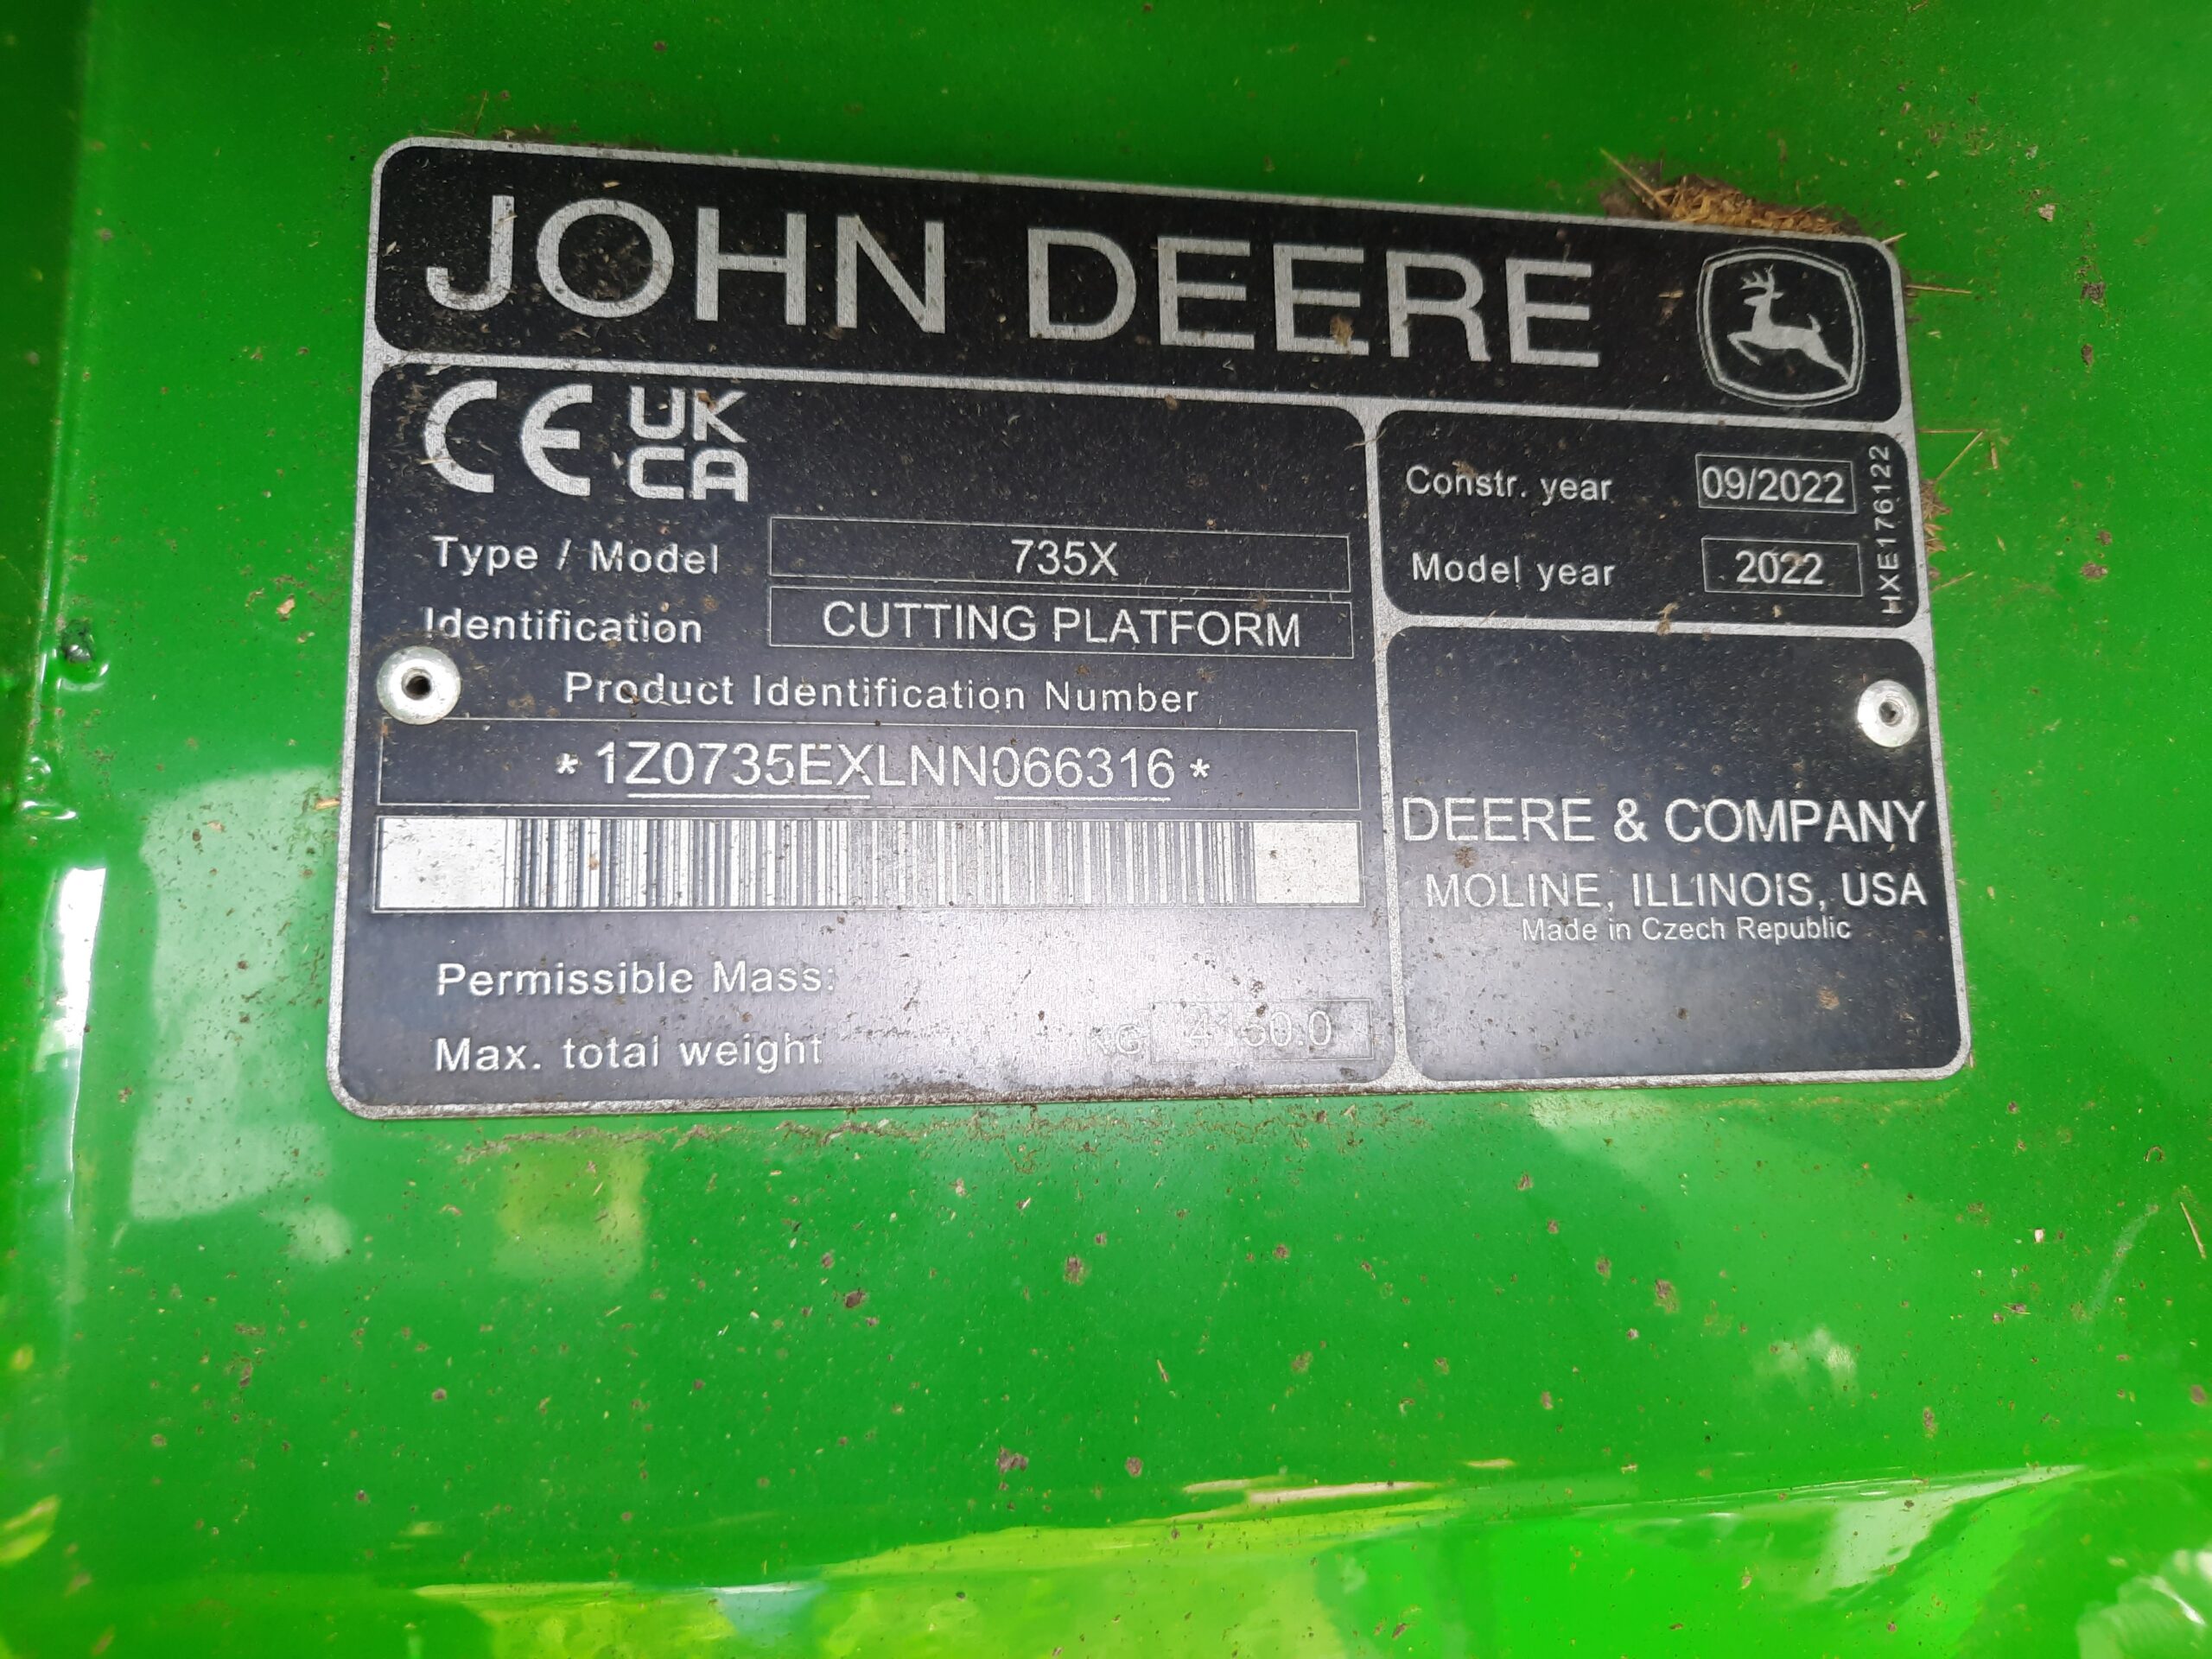 JOHN DEERE
CE UK CA
Constr. year 09/2022
Model year 2022
HXE176122
Type / Model 735X
Identification CUTTING PLATFORM
Product Identification Number
*1Z0735EXLNN066316*
DEERE & COMPANY
MOLINE, ILLINOIS, USA
Made in Czech Republic
Permissible Mass:
Max. total weight KG